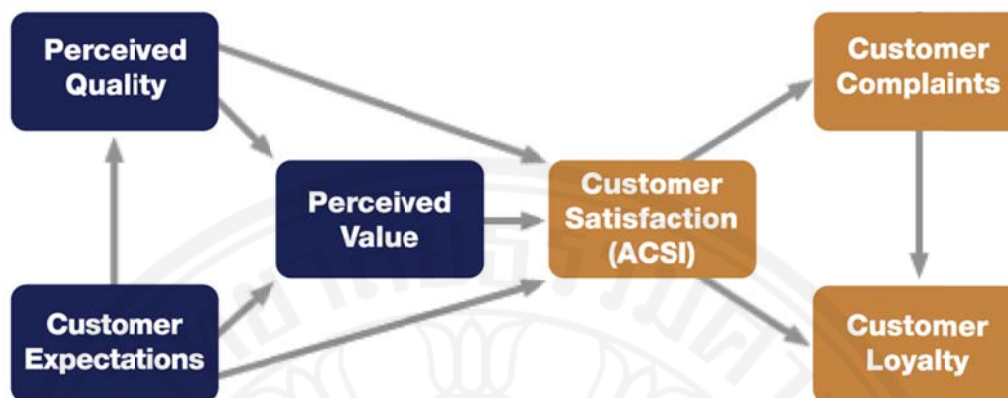 Perceived
Quality
Customer
Complaints
Perceived
Value
Customer
Satisfaction
(ACSI)
Customer
Expectations
Customer
Loyalty